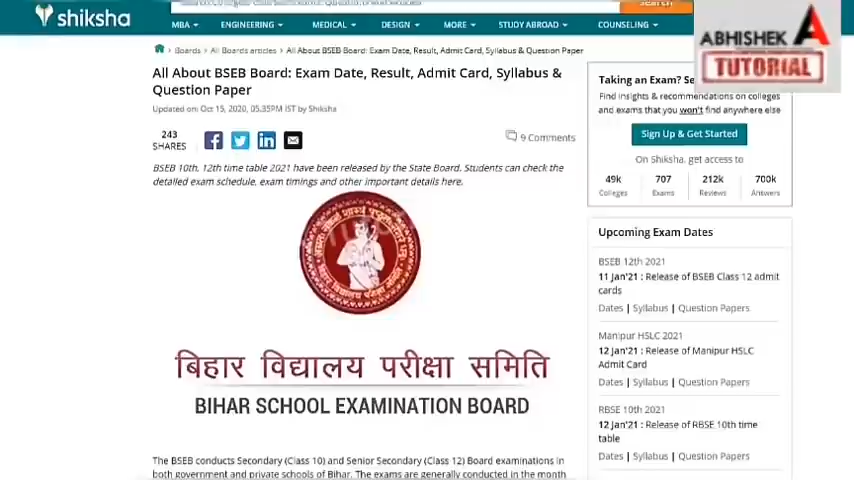 shiksha
Search
MBA
ENGINEERING
MEDICAL
DESIGN
MORE
STUDY ABROAD
COUNSELING
ABHISHEK A
TUTORIAL
Boards › All Boards articles › All About BSEB Board: Exam Date, Result, Admit Card, Syllabus & Question Paper
All About BSEB Board: Exam Date, Result, Admit Card, Syllabus &
Question Paper
Updated on: Oct 15, 2020, 05.35PM IST by Shiksha
243
SHARES
9 Comments
BSEB 10th, 12th time table 2021 have been released by the State Board. Students can check the
detailed exam schedule, exam timings and other important details here.
बिहार विद्यालय परीक्षा समिति
BIHAR SCHOOL EXAMINATION BOARD
The BSEB conducts Secondary (Class 10) and Senior Secondary (Class 12) Board examinations in
both government and private schools of Bihar. The exams are generally conducted in the month
Taking an Exam? Se
Find insights & recommendations on colleges
and exams that you won't find anywhere else
Sign Up & Get Started
On Shiksha, get access to
49k 707 212k 700k
Colleges Exams Reviews Answers
Upcoming Exam Dates
BSEB 12th 2021
11 Jan'21 : Release of BSEB Class 12 admit
cards
Dates | Syllabus | Question Papers
Manipur HSLC 2021
12 Jan'21 : Release of Manipur HSLC
Admit Card
Dates | Syllabus | Question Papers
RBSE 10th 2021
12 Jan'21 : Release of RBSE 10th time
table
Dates | Syllabus | Question Papers